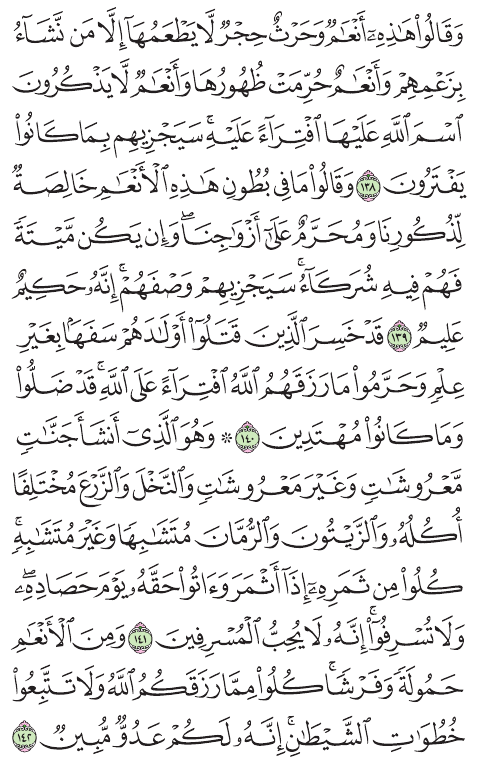 وَقَالُوا۟ هَٰذِهِۦٓ أَنْعَٰمٌ وَحَرْثٌ حِجْرٌ لَّا يَطْعَمُهَآ إِلَّا مَن نَّشَآءُ
بِزَعْمِهِمْ وَأَنْعَٰمٌ حُرِّمَتْ ظُهُورُهَا وَأَنْعَٰمٌ لَّا يَذْكُرُونَ
ٱسْمَ ٱللَّهِ عَلَيْهَا ٱفْتِرَآءً عَلَيْهِ ۚ سَيَجْزِيهِم بِمَا كَانُوا۟
يَفْتَرُونَ ١٣٨ وَقَالُوا۟ مَا فِى بُطُونِ هَٰذِهِ ٱلْأَنْعَٰمِ خَالِصَةٌ
لِّذُكُورِنَا وَمُحَرَّمٌ عَلَىٰٓ أَزْوَٰجِنَا ۖ وَإِن يَكُن مَّيْتَةً
فَهُمْ فِيهِ شُرَكَآءُ ۚ سَيَجْزِيهِمْ وَصْفَهُمْ ۚ إِنَّهُۥ حَكِيمٌ
عَلِيمٌ ١٣٩ قَدْ خَسِرَ ٱلَّذِينَ قَتَلُوٓا۟ أَوْلَٰدَهُمْ سَفَهًۢا بِغَيْرِ
عِلْمٍ وَحَرَّمُوا۟ مَا رَزَقَهُمُ ٱللَّهُ ٱفْتِرَآءً عَلَى ٱللَّهِ ۚ قَدْ ضَلُّوا۟
وَمَا كَانُوا۟ مُهْتَدِينَ ١٤٠ ۞ وَهُوَ ٱلَّذِىٓ أَنشَأَ جَنَّٰتٍ
مَّعْرُوشَٰتٍ وَغَيْرَ مَعْرُوشَٰتٍ وَٱلنَّخْلَ وَٱلزَّرْعَ مُخْتَلِفًا
أُكُلُهُۥ وَٱلزَّيْتُونَ وَٱلرُّمَّانَ مُتَشَٰبِهًا وَغَيْرَ مُتَشَٰبِهٍ ۚ
كُلُوا۟ مِن ثَمَرِهِۦٓ إِذَآ أَثْمَرَ وَءَاتُوا۟ حَقَّهُۥ يَوْمَ حَصَادِهِۦ ۖ
وَلَا تُسْرِفُوٓا۟ ۚ إِنَّهُۥ لَا يُحِبُّ ٱلْمُسْرِفِينَ ١٤١ وَمِنَ ٱلْأَنْعَٰمِ
حَمُولَةً وَفَرْشًا ۚ كُلُوا۟ مِمَّا رَزَقَكُمُ ٱللَّهُ وَلَا تَتَّبِعُوا۟
خُطُوَٰتِ ٱلشَّيْطَٰنِ ۚ إِنَّهُۥ لَكُمْ عَدُوٌّ مُّبِينٌ ١٤٢